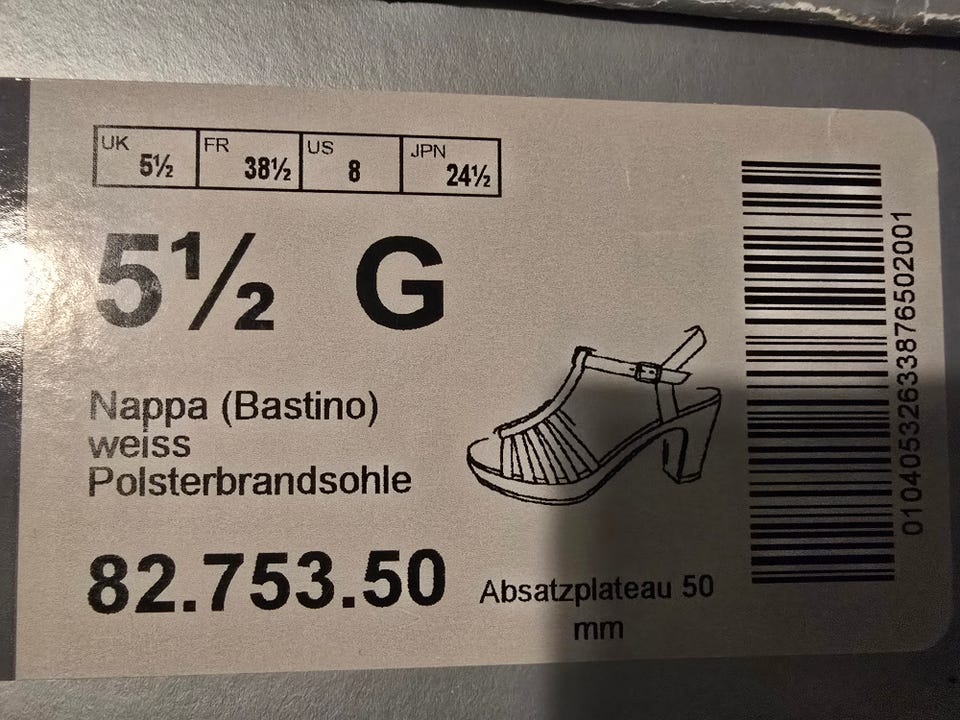 UK 5½ FR 38½ US 8 JPN 24½
5½ G
Nappa (Bastino)
weiss
Polsterbrandsohle
82.753.50
Absatzplateau 50
mm
01040532633876502001